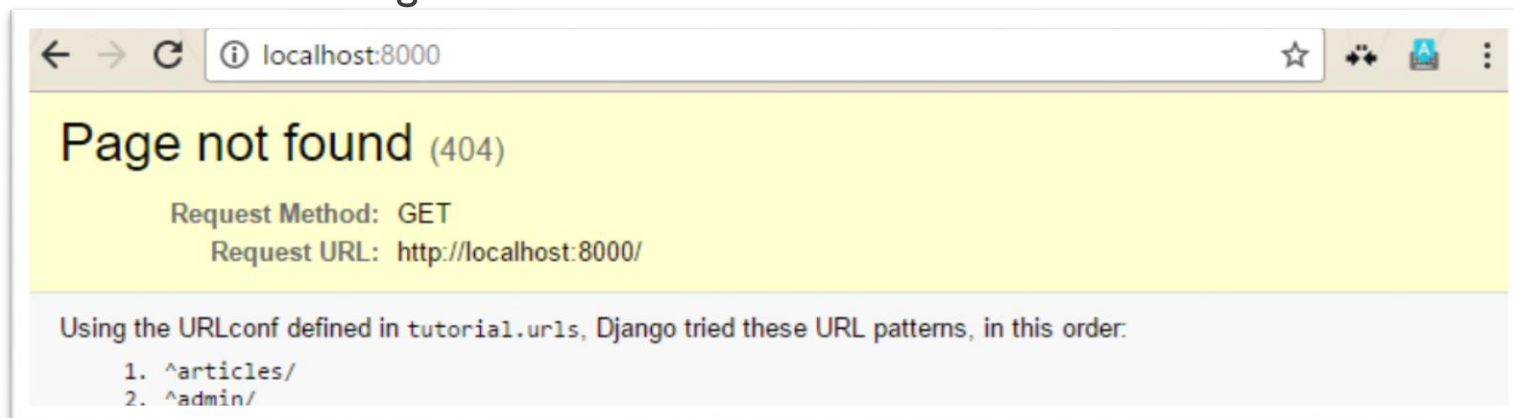 localhost:8000
Page not found (404)
Request Method: GET
Request URL: http://localhost:8000/
Using the URLconf defined in tutorial.urls, Django tried these URL patterns, in this order:
1. ^articles/
2. ^admin/